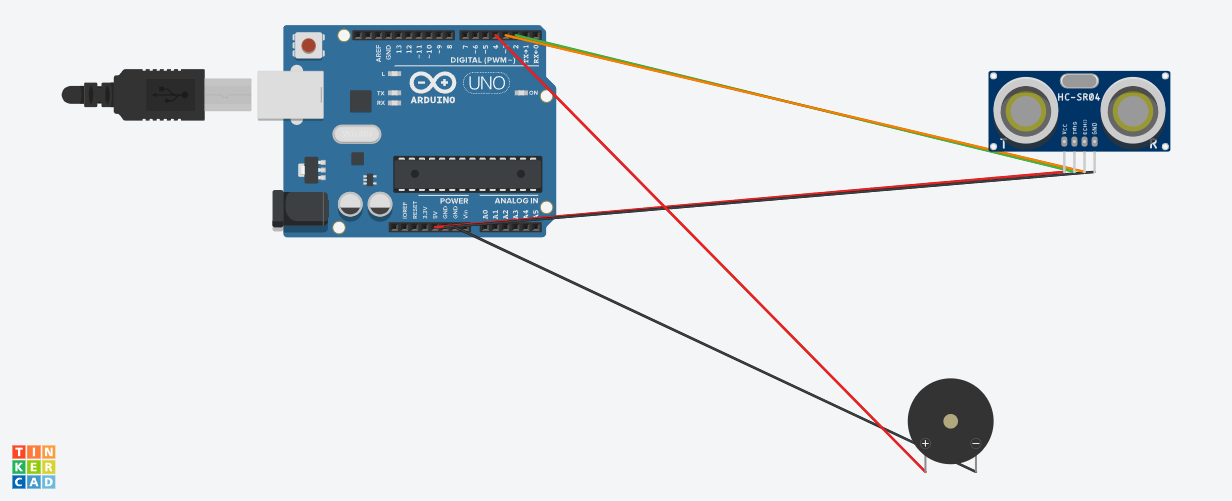 AREF
GND
13
12
~11
~10
~9
8
7
~6
~5
4
2
TX→1
RX←0
DIGITAL (PWM~)
L
TX
RX
ARDUINO
UNO
ON
POWER
ANALOG IN
IOREF
RESET
3.3V
5V
GND
GND
Vin
A0
A1
A2
A3
A4
A5
HC-SR04
VCC
TRIG
ECHO
GND
T
R
+
−
TIN
KER
CAD